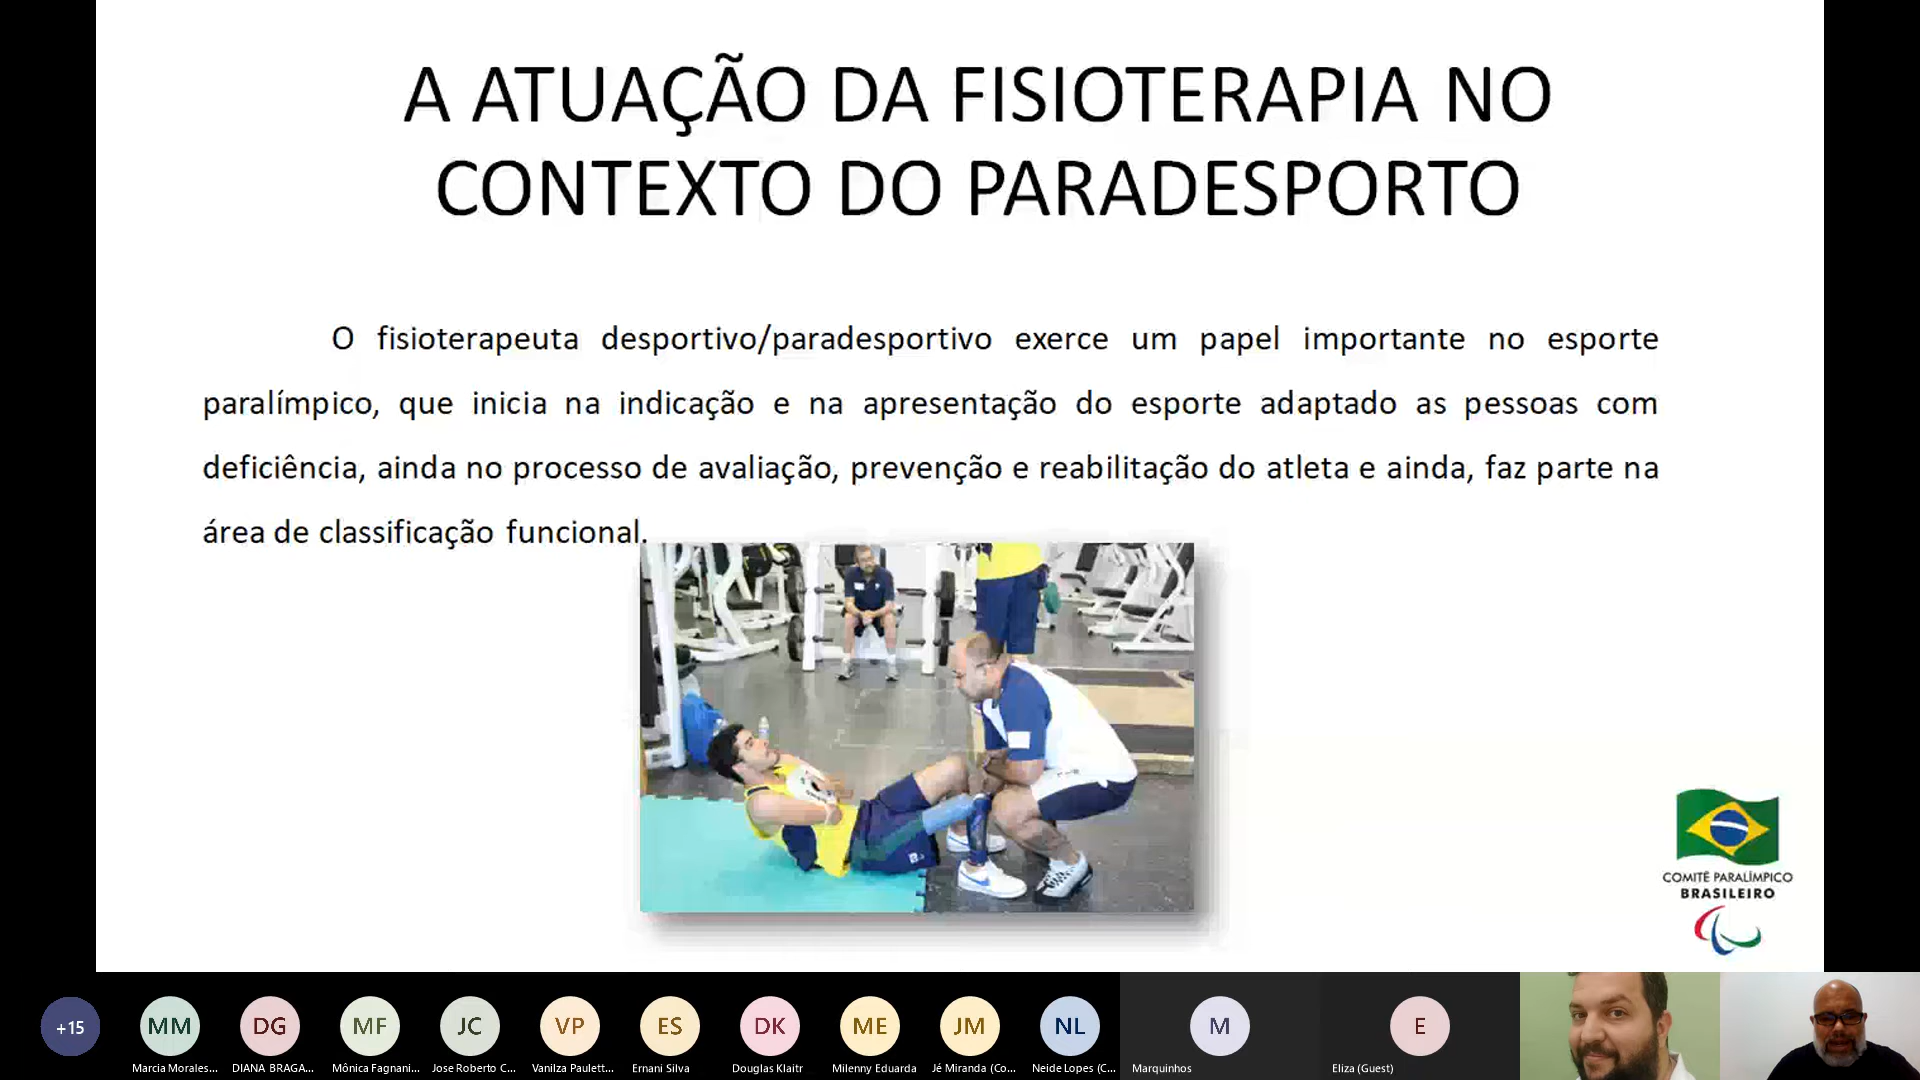 A ATUAÇÃO DA FISIOTERAPIA NO
CONTEXTO DO PARADESPORTO
O fisioterapeuta desportivo/paradesportivo exerce um papel importante no esporte
paralímpico, que inicia na indicação e na apresentação do esporte adaptado as pessoas com
deficiência, ainda no processo de avaliação, prevenção e reabilitação do atleta e ainda, faz parte na
área de classificação funcional.
COMITÊ PARALÍMPICO
BRASILEIRO
+15
MM
DG
MF
JC
VP
ES
DK
ME
JM
NL
M
E
Marcia Morales...
DIANA BRAGA...
Mônica Fagnani...
Jose Roberto C...
Vanilza Paulett...
Ernani Silva
Douglas Klaitr
Milenny Eduarda
Jé Miranda (Co...
Neide Lopes (C...
Marquinhos
Eliza (Guest)